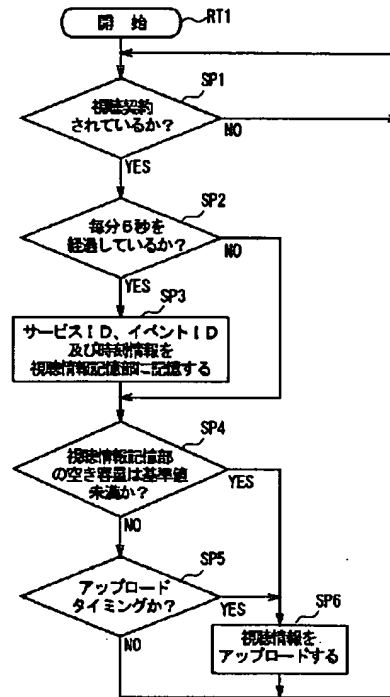 開 始
RT1
SP1
視聴契約
されているか?
NO
YES
SP2
毎分6秒を
経過しているか?
NO
YES
SP3
サービスID、イベントID
及び時刻情報を
視聴情報記憶部に記憶する
SP4
視聴情報記憶部
の空き容量は基準値
未満か?
YES
NO
SP5
アップロード
タイミングか?
YES
NO
SP6
視聴情報を
アップロードする